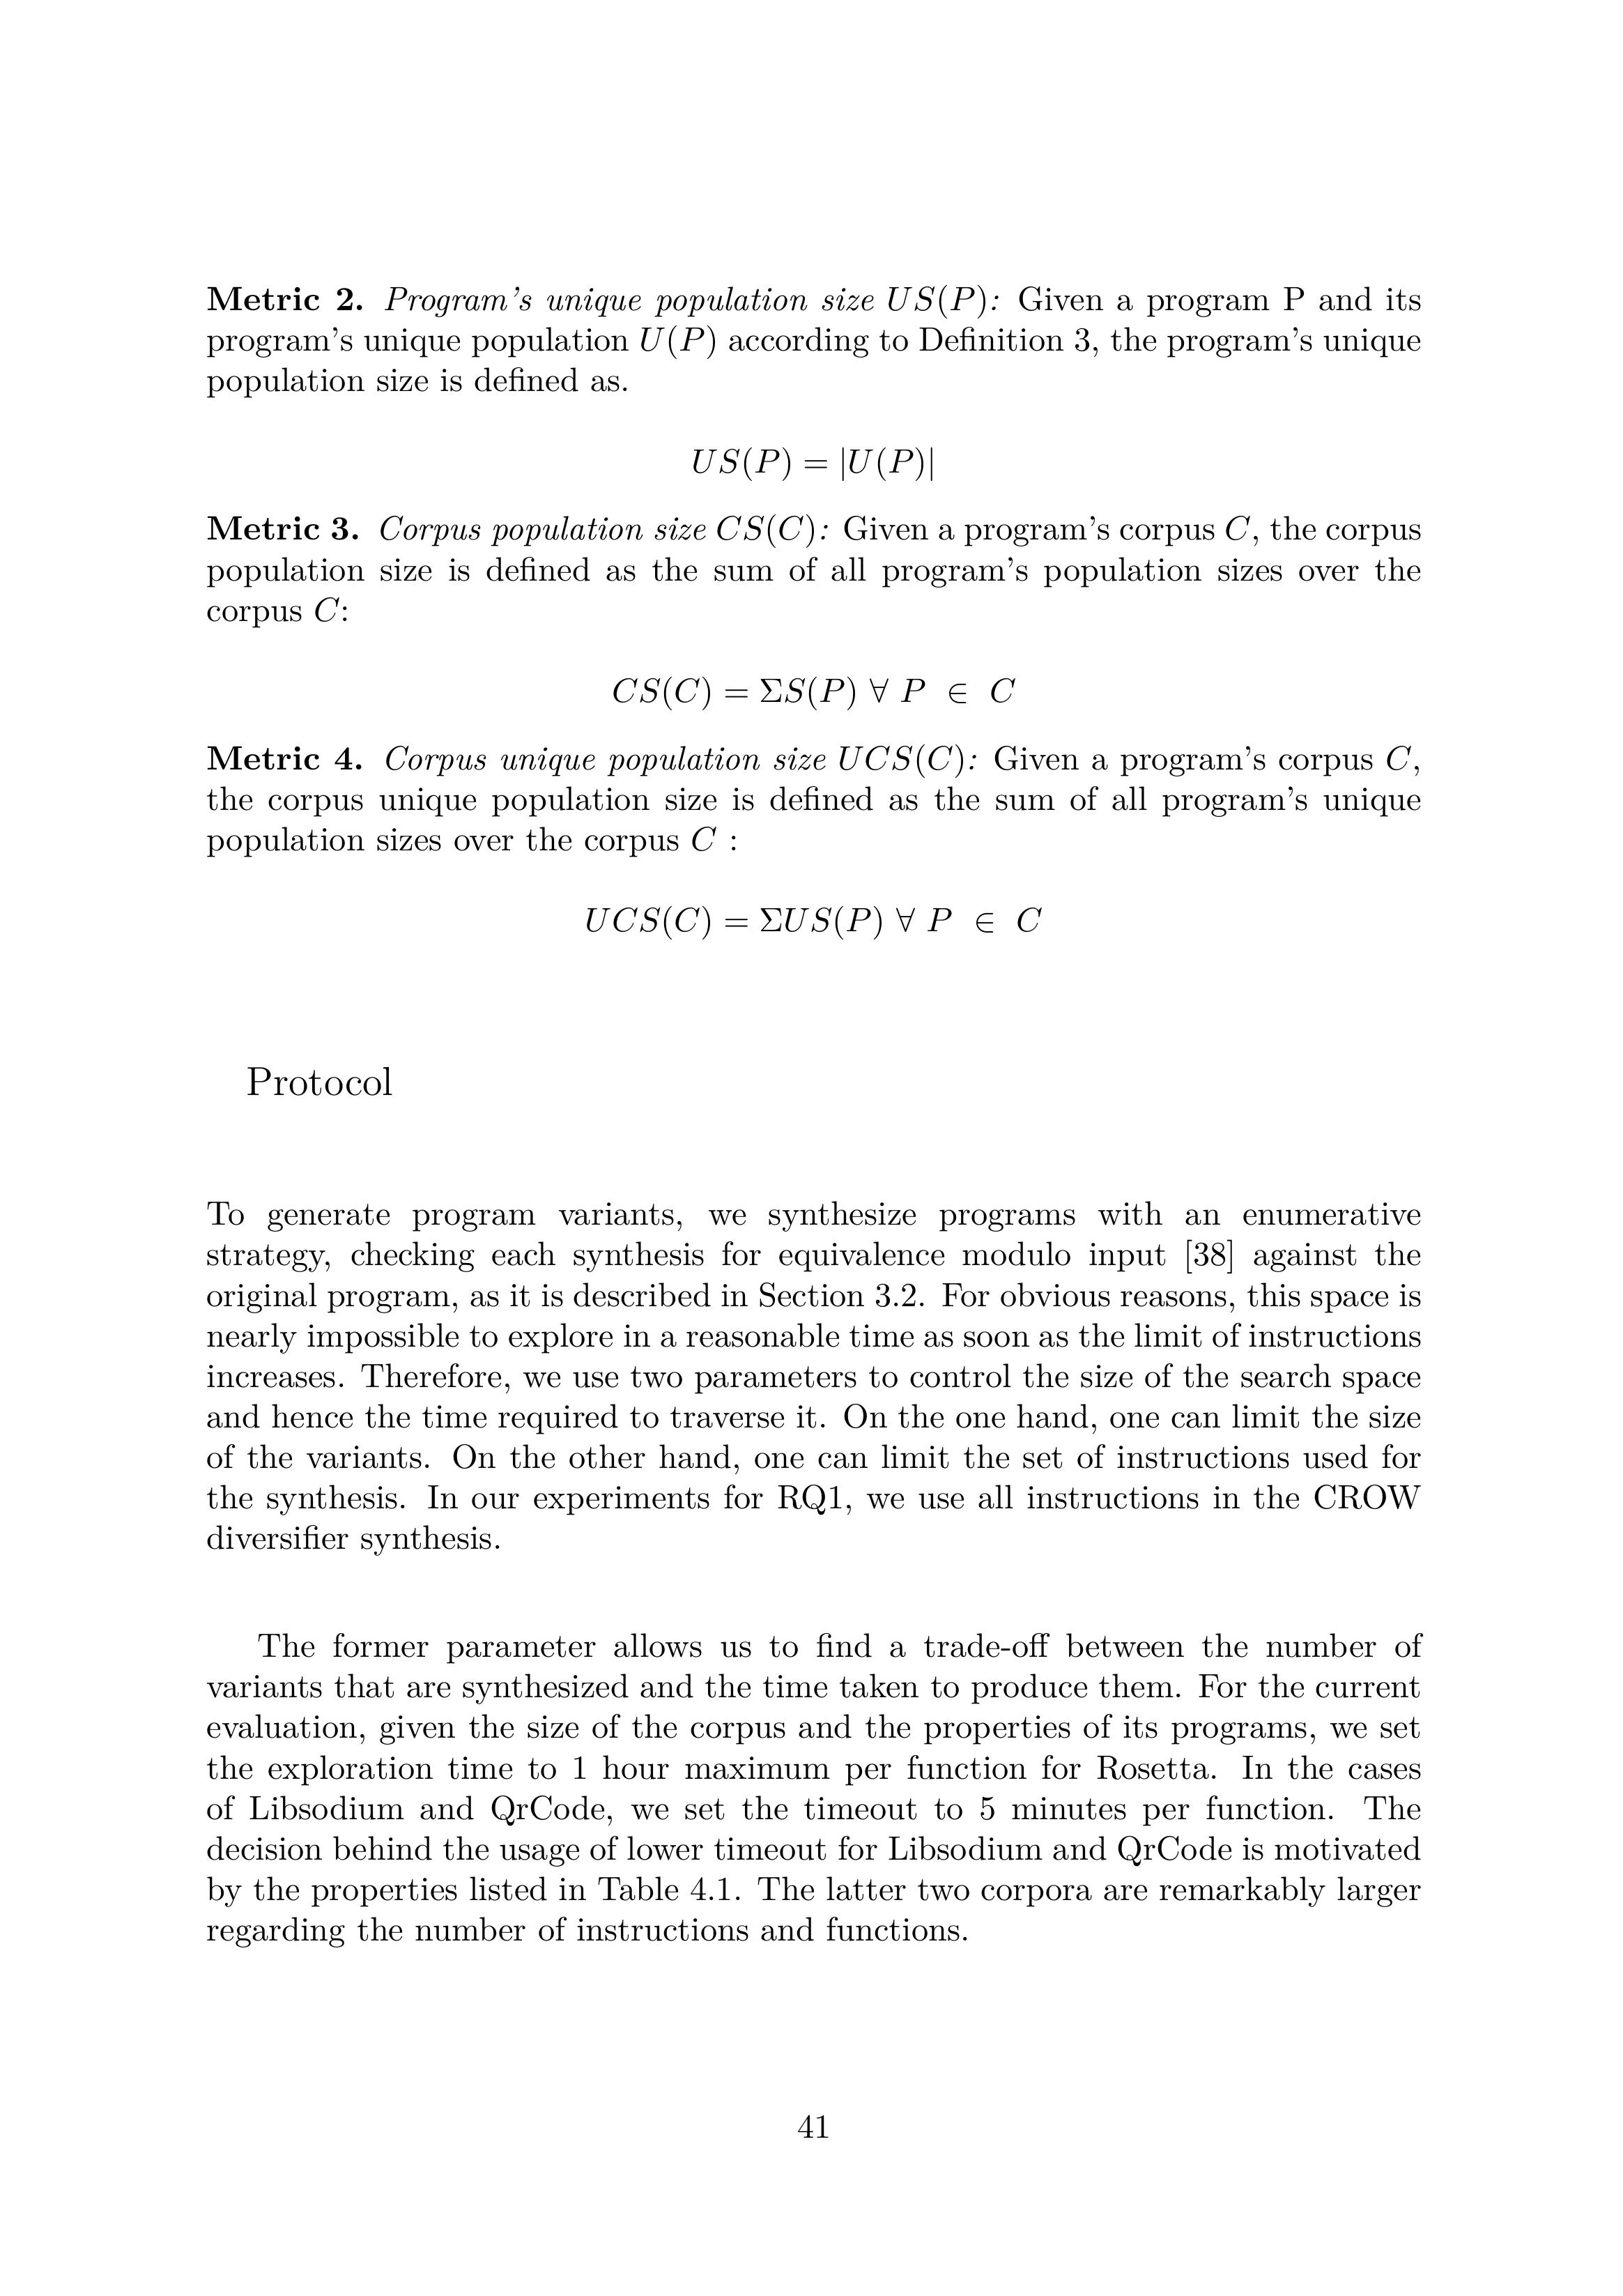 Metric 2. Program's unique population size US(P): Given a program P and its
program's unique population U(P) according to Definition 3, the program's unique
population size is defined as.
US(P) = |U(P)|
Metric 3. Corpus population size CS(C): Given a program's corpus C, the corpus
population size is defined as the sum of all program's population sizes over the
corpus C:
CS(C) = ΣS(P) ∀ P ∈ C
Metric 4. Corpus unique population size UCS(C): Given a program's corpus C,
the corpus unique population size is defined as the sum of all program's unique
population sizes over the corpus C :
UCS(C) = ΣUS(P) ∀ P ∈ C
Protocol
To generate program variants, we synthesize programs with an enumerative
strategy, checking each synthesis for equivalence modulo input [38] against the
original program, as it is described in Section 3.2. For obvious reasons, this space is
nearly impossible to explore in a reasonable time as soon as the limit of instructions
increases. Therefore, we use two parameters to control the size of the search space
and hence the time required to traverse it. On the one hand, one can limit the size
of the variants. On the other hand, one can limit the set of instructions used for
the synthesis. In our experiments for RQ1, we use all instructions in the CROW
diversifier synthesis.
The former parameter allows us to find a trade-off between the number of
variants that are synthesized and the time taken to produce them. For the current
evaluation, given the size of the corpus and the properties of its programs, we set
the exploration time to 1 hour maximum per function for Rosetta. In the cases
of Libsodium and QrCode, we set the timeout to 5 minutes per function. The
decision behind the usage of lower timeout for Libsodium and QrCode is motivated
by the properties listed in Table 4.1. The latter two corpora are remarkably larger
regarding the number of instructions and functions.
41